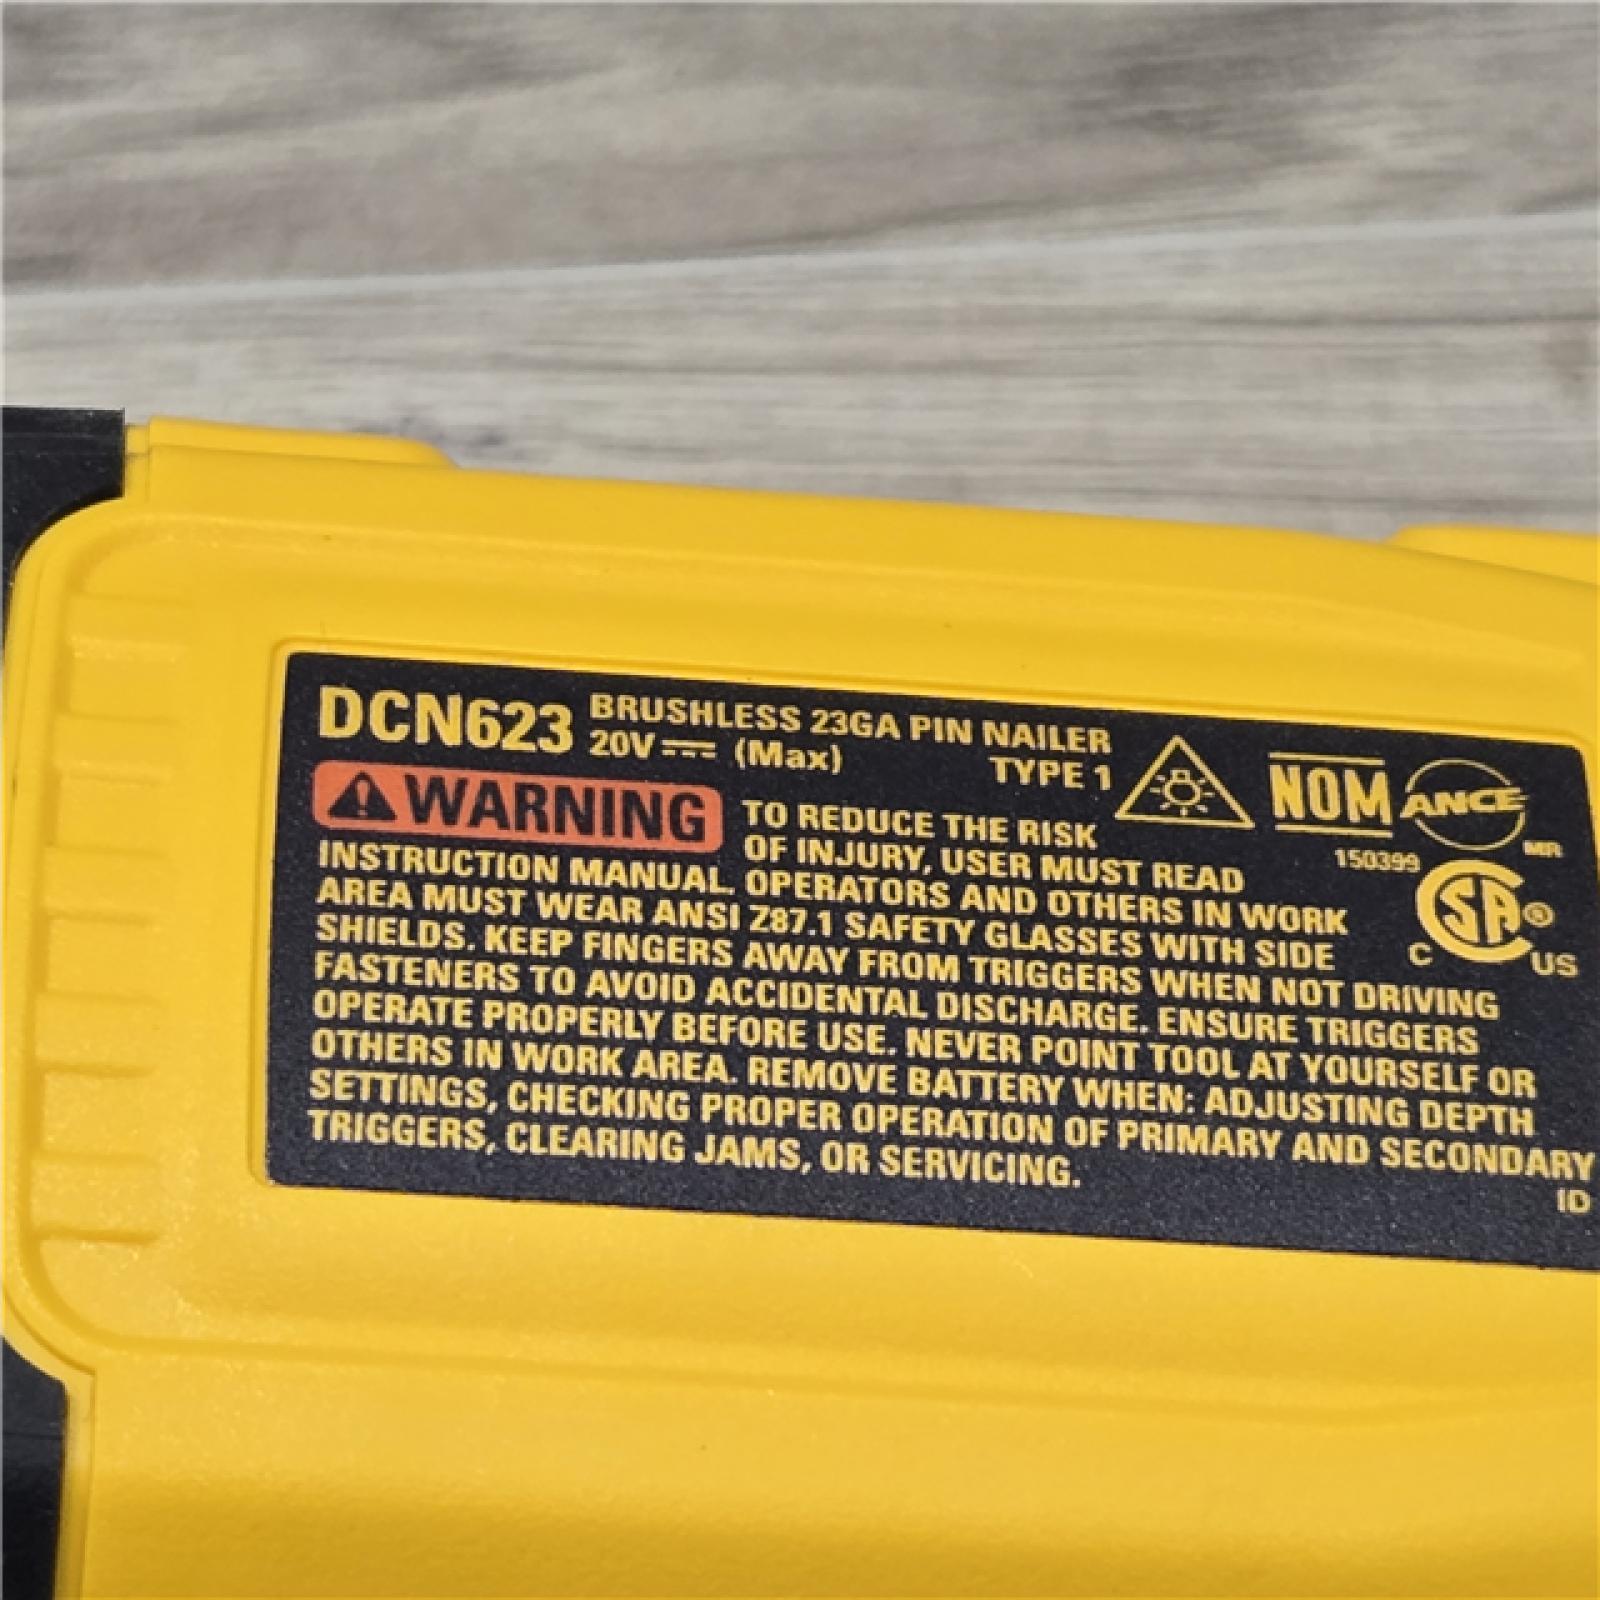 DCN623 BRUSHLESS 23GA PIN NAILER
20V (Max) TYPE 1
NOM ANCE MR
WARNING TO REDUCE THE RISK
150399
OF INJURY, USER MUST READ
INSTRUCTION MANUAL. OPERATORS AND OTHERS IN WORK
AREA MUST WEAR ANSI Z87.1 SAFETY GLASSES WITH SIDE
SHIELDS. KEEP FINGERS AWAY FROM TRIGGERS WHEN NOT DRIVING
FASTENERS TO AVOID ACCIDENTAL DISCHARGE. ENSURE TRIGGERS
OPERATE PROPERLY BEFORE USE. NEVER POINT TOOL AT YOURSELF OR
OTHERS IN WORK AREA. REMOVE BATTERY WHEN: ADJUSTING DEPTH
SETTINGS, CHECKING PROPER OPERATION OF PRIMARY AND SECONDARY
TRIGGERS, CLEARING JAMS, OR SERVICING.
C SA ® US
ID